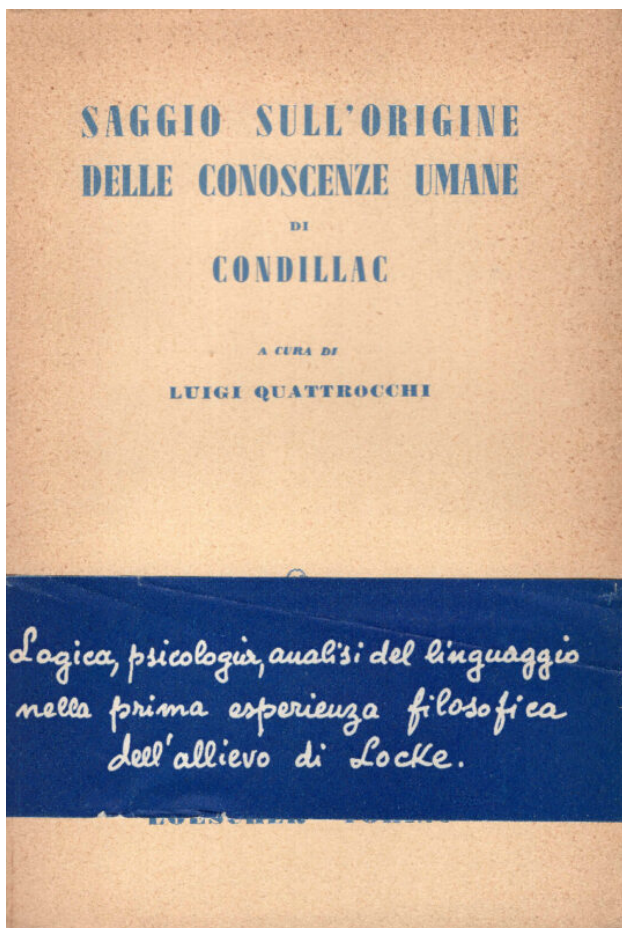 SAGGIO SULL'ORIGINE
DELLE CONOSCENZE UMANE
DI
CONDILLAC
A CURA DI
LUIGI QUATTROCCHI
Logica, psicologia, analisi del linguaggio
nella prima esperienza filosofica
dell'allievo di Locke.